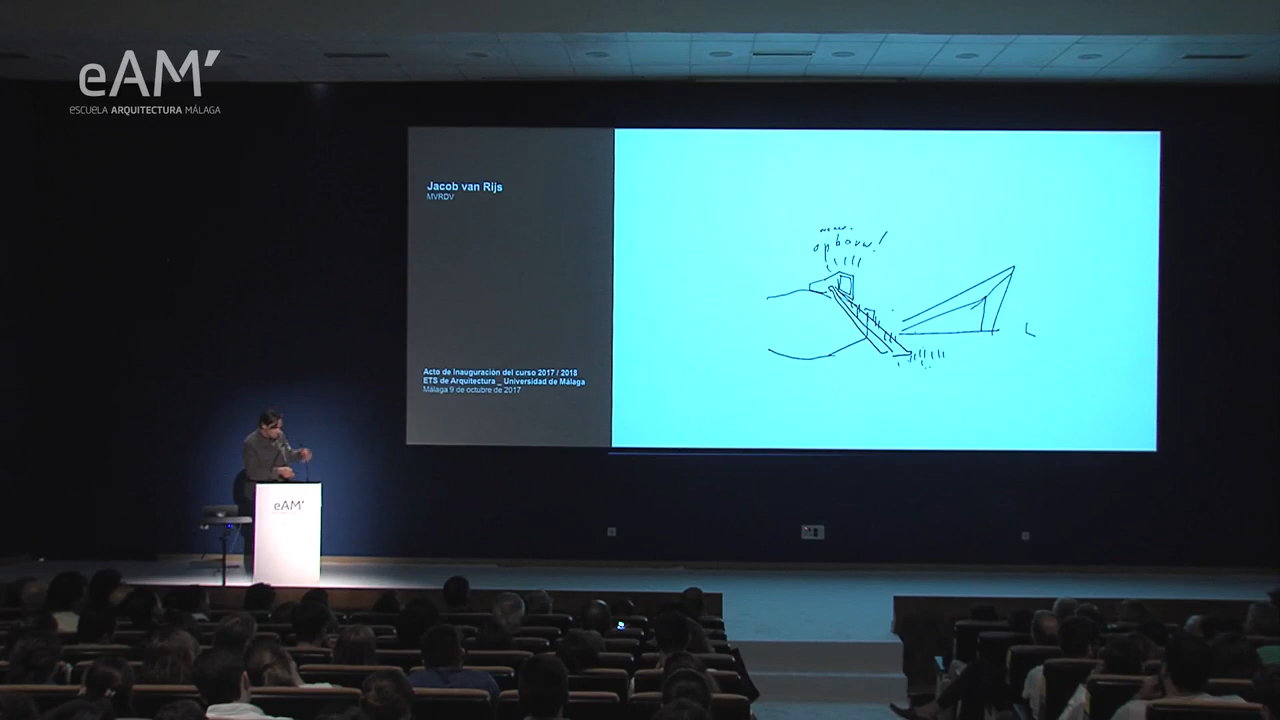 eAM'
eSCUELA ARQUITECTURA MÁLAGA
Jacob van Rijs
MVRDV
opbouw!
Acto de Inauguración del curso 2017 / 2018
ETS de Arquitectura _ Universidad de Málaga
Málaga 9 de octubre de 2017
eAM'